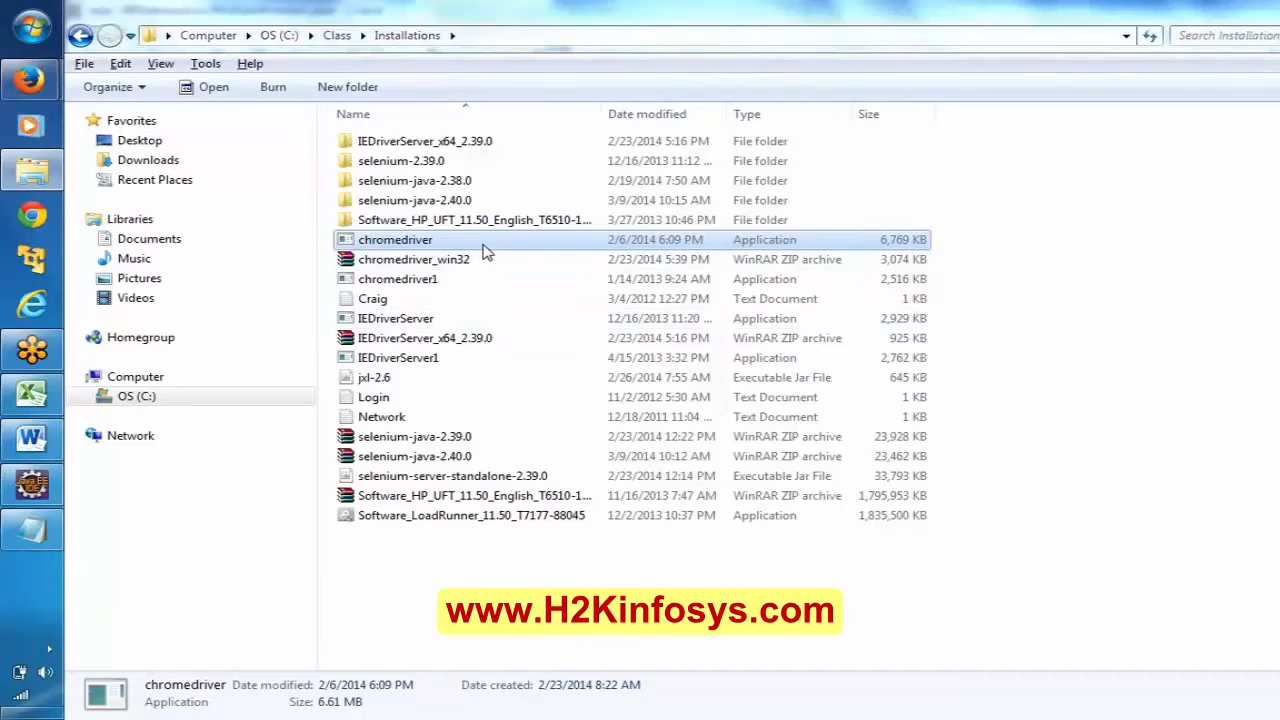 Computer OS (C:) Class Installations Search Installation
File Edit View Tools Help
Organize Open Burn New folder
Name Date modified Type Size
Favorites
Desktop
Downloads
Recent Places
Libraries
Documents
Music
Pictures
Videos
Homegroup
Computer
OS (C:)
Network
IEDriverServer_x64_2.39.0 2/23/2014 5:16 PM File folder
selenium-2.39.0 12/16/2013 11:12 ... File folder
selenium-java-2.38.0 2/19/2014 7:50 AM File folder
selenium-java-2.40.0 3/9/2014 10:15 AM File folder
Software_HP_UFT_11.50_English_T6510-1... 3/27/2013 10:46 PM File folder
chromedriver 2/6/2014 6:09 PM Application 6,769 KB
chromedriver_win32 2/23/2014 5:39 PM WinRAR ZIP archive 3,074 KB
chromedriver1 1/14/2013 9:24 AM Application 2,516 KB
Craig 3/4/2012 12:27 PM Text Document 1 KB
IEDriverServer 12/16/2013 11:20 ... Application 2,929 KB
IEDriverServer_x64_2.39.0 2/23/2014 5:16 PM WinRAR ZIP archive 925 KB
IEDriverServer1 4/15/2013 3:32 PM Application 2,762 KB
jxl-2.6 2/26/2014 7:55 AM Executable Jar File 645 KB
Login 11/2/2012 5:30 AM Text Document 1 KB
Network 12/18/2011 11:04 ... Text Document 1 KB
selenium-java-2.39.0 2/23/2014 12:22 PM WinRAR ZIP archive 23,928 KB
selenium-java-2.40.0 3/9/2014 10:12 AM WinRAR ZIP archive 23,462 KB
selenium-server-standalone-2.39.0 2/23/2014 12:14 PM Executable Jar File 33,793 KB
Software_HP_UFT_11.50_English_T6510-1... 11/16/2013 7:47 AM WinRAR ZIP archive 1,795,953 KB
Software_LoadRunner_11.50_T7177-88045 12/2/2013 10:37 PM Application 1,835,500 KB
www.H2Kinfosys.com
chromedriver Date modified: 2/6/2014 6:09 PM Date created: 2/23/2014 8:22 AM
Application Size: 6.61 MB